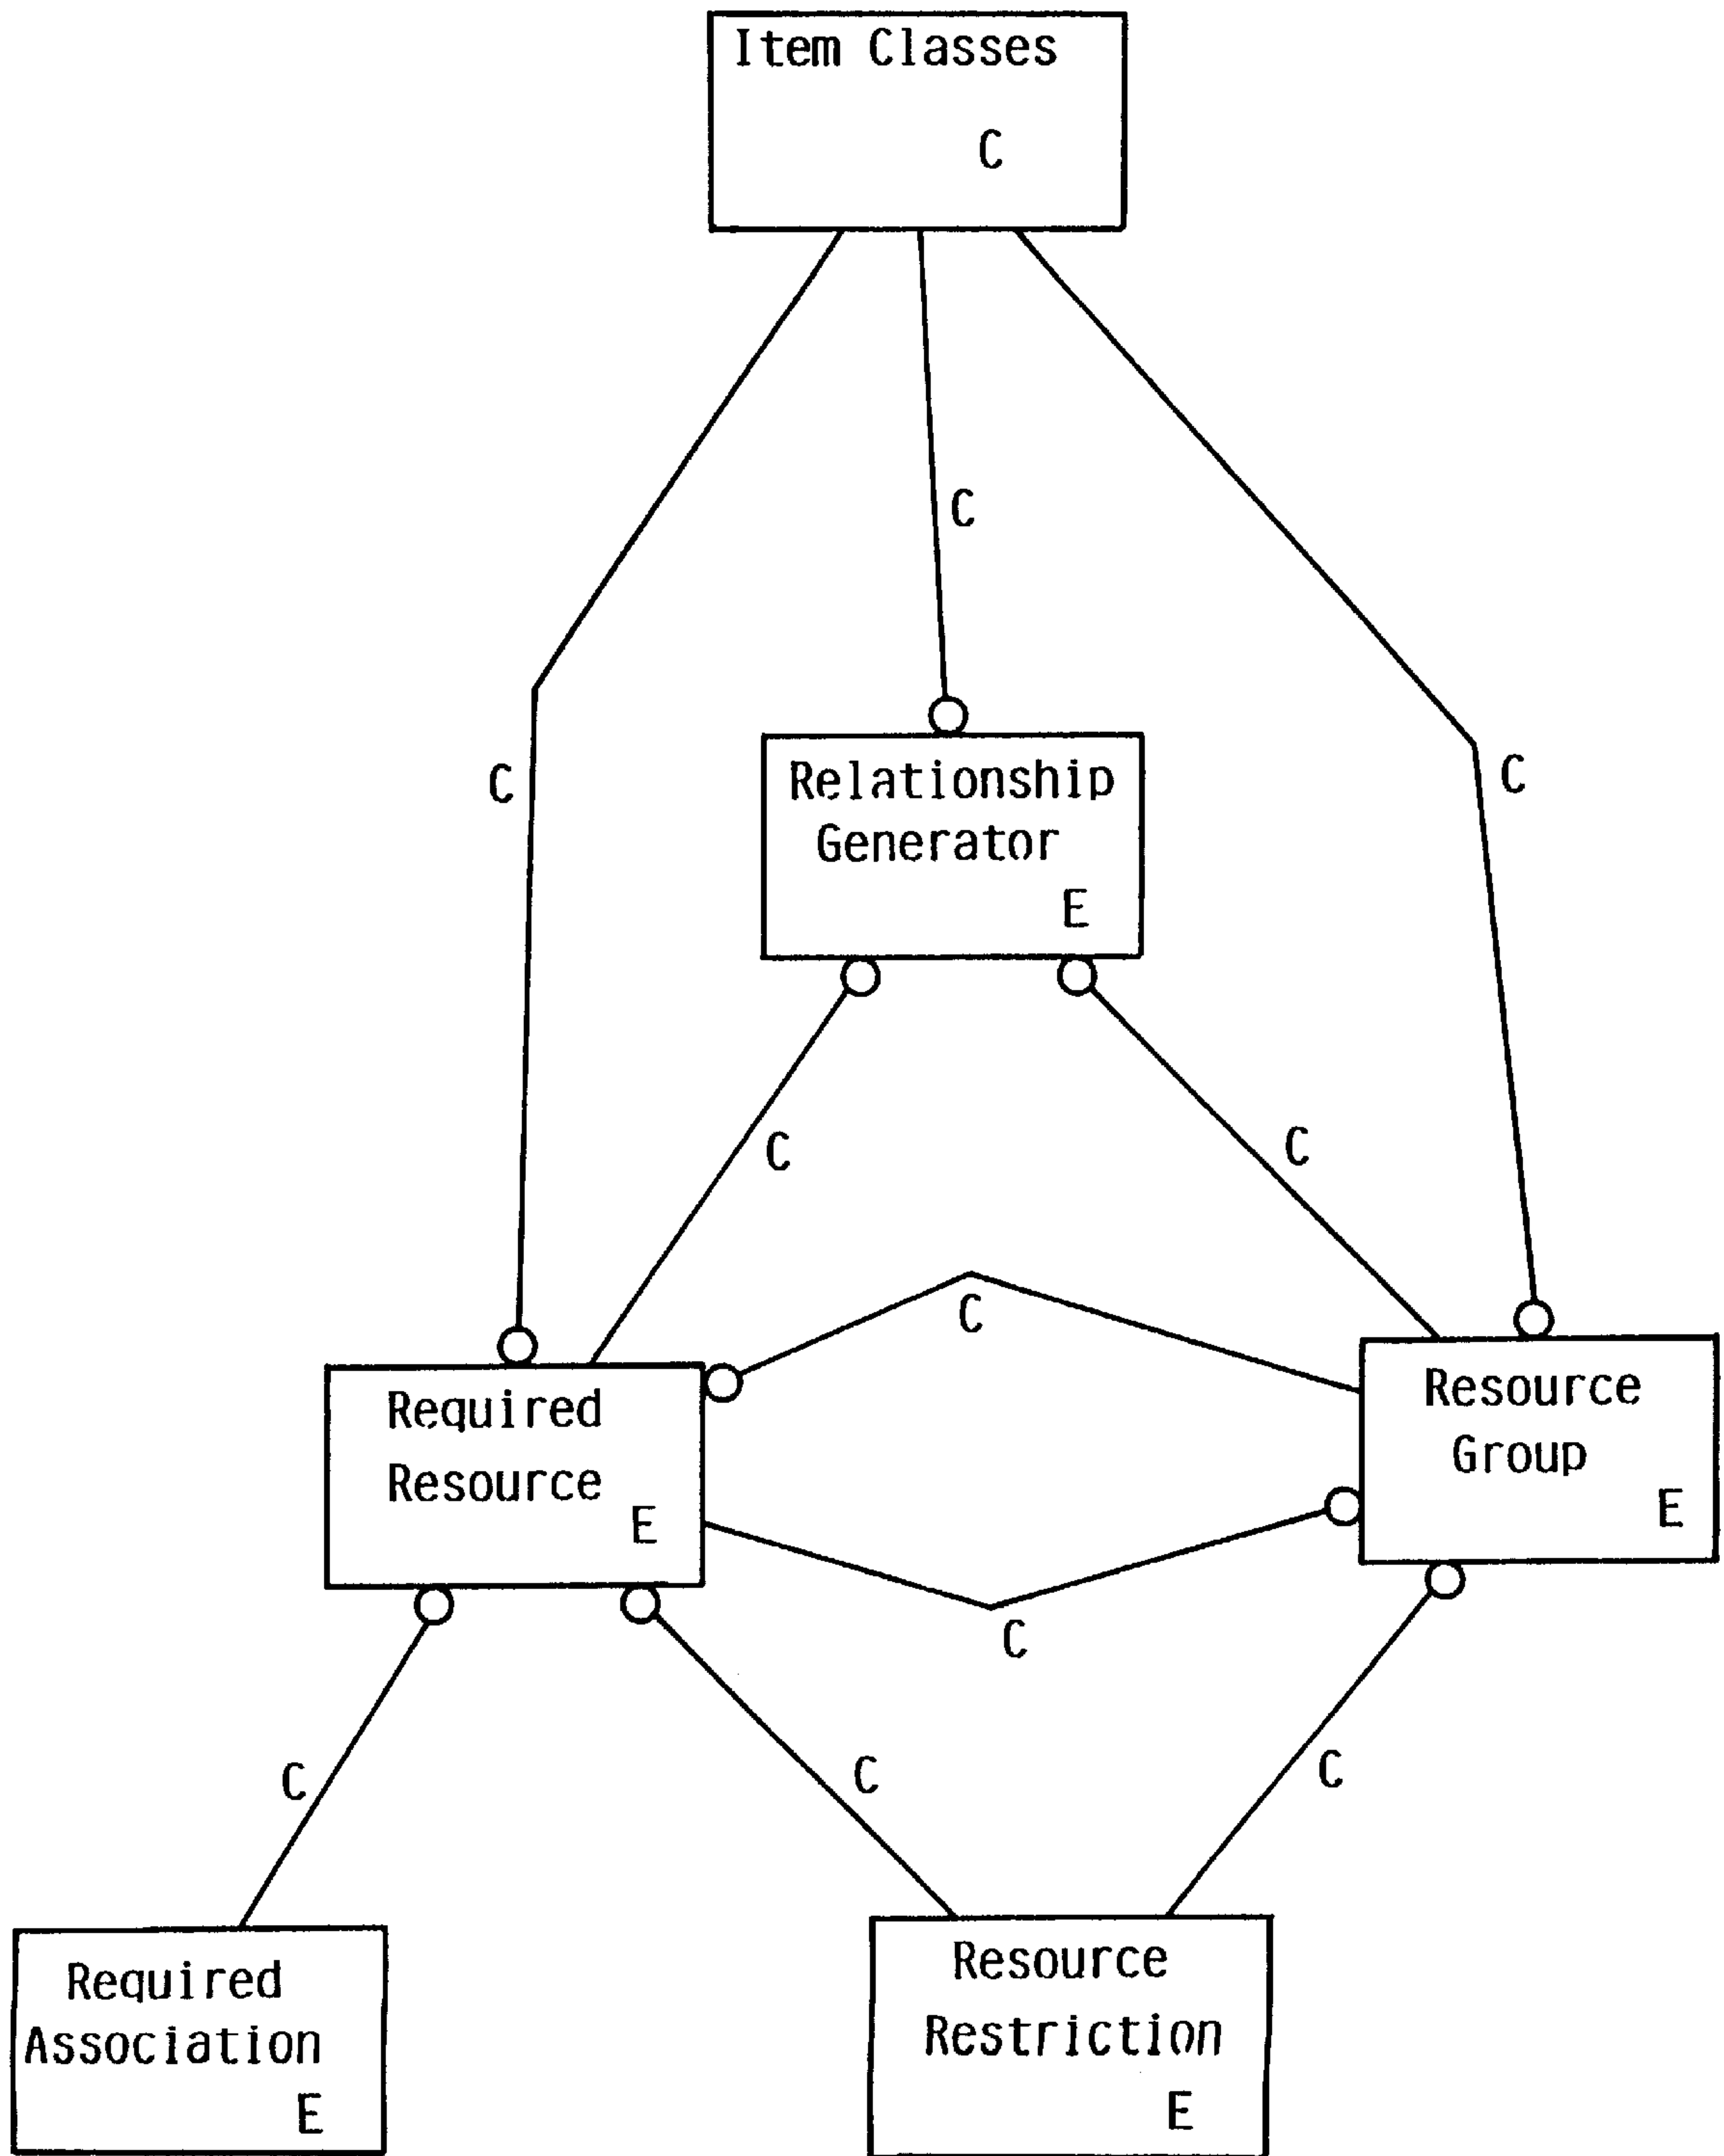 Item Classes
C
C
C
C
Relationship
Generator
E
C
C
C
Required
Resource
E
Resource
Group
E
C
C
C
C
Required
Association
E
Resource
Restriction
E